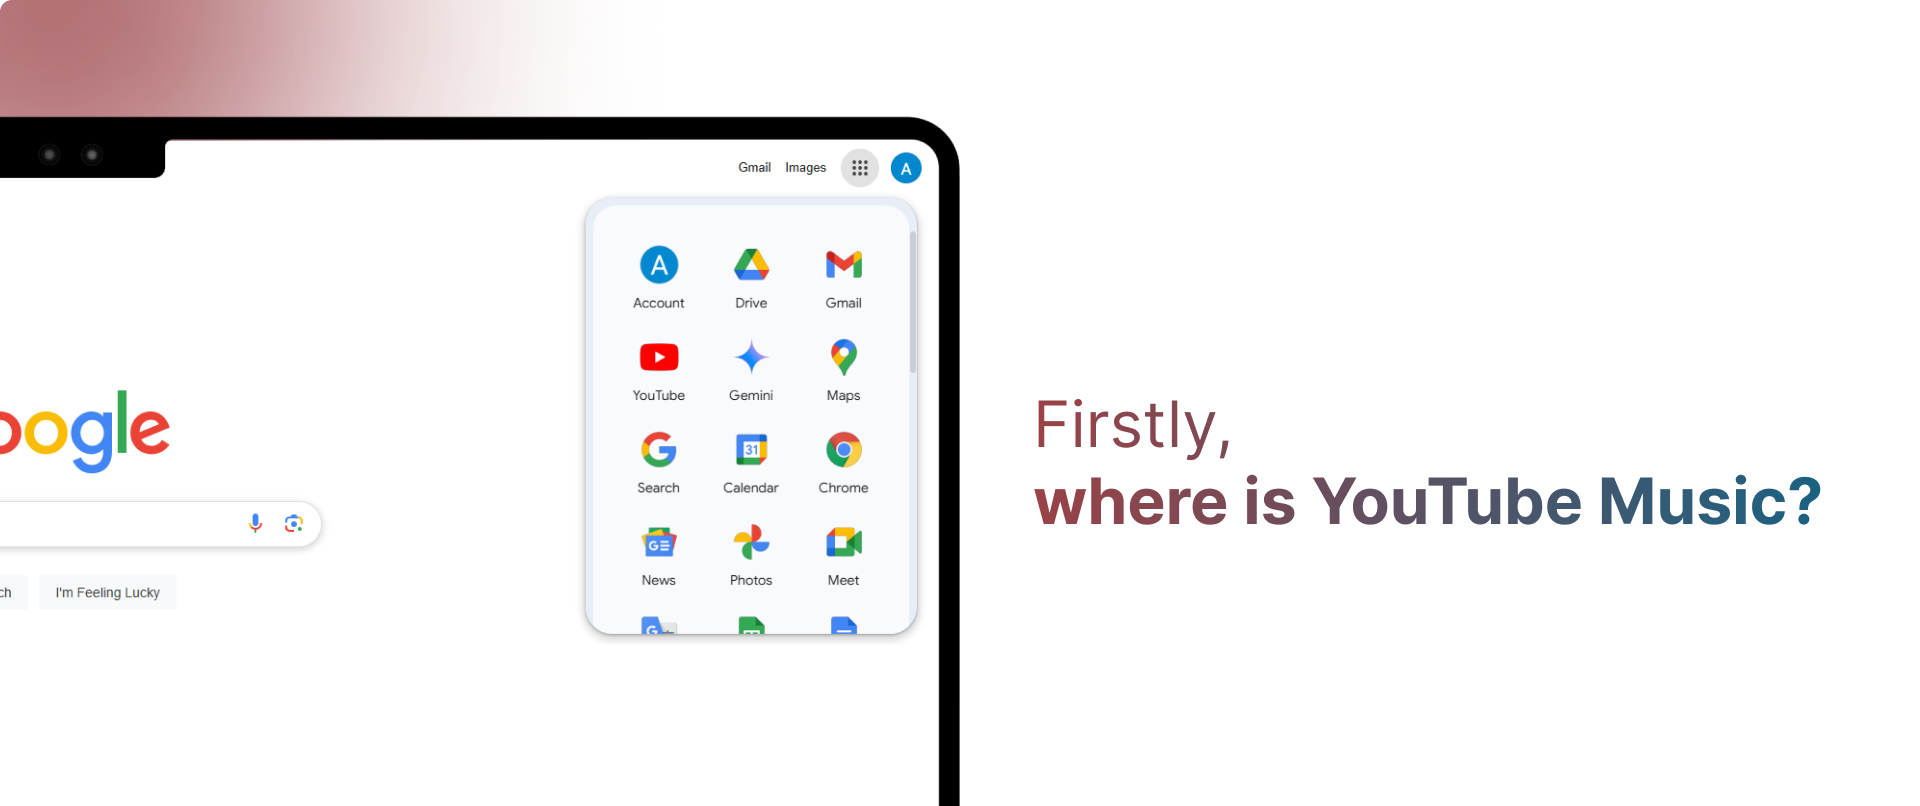 Gmail Images A
A
Account Drive Gmail
YouTube Gemini Maps
31
Search Calendar Chrome
News Photos Meet
oogle
ch I'm Feeling Lucky
Firstly,
where is YouTube Music?